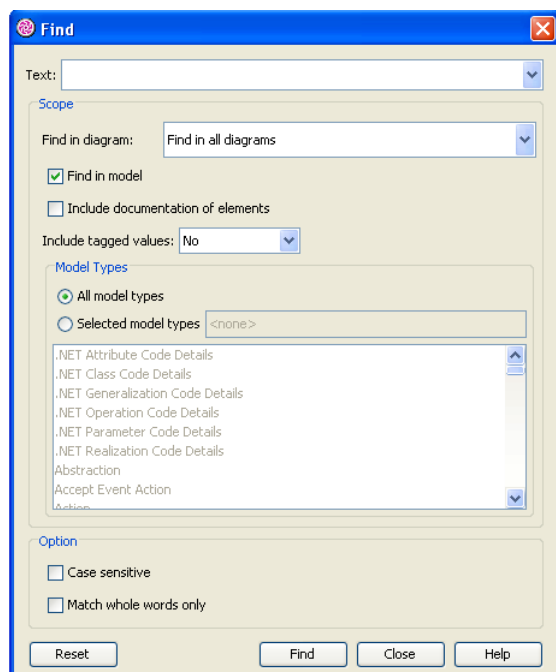 Find
Text:
Scope
Find in diagram: Find in all diagrams
Find in model
Include documentation of elements
Include tagged values: No
Model Types
All model types
Selected model types <none>
.NET Attribute Code Details
.NET Class Code Details
.NET Generalization Code Details
.NET Operation Code Details
.NET Parameter Code Details
.NET Realization Code Details
Abstraction
Accept Event Action
Action
Option
Case sensitive
Match whole words only
Reset Find Close Help